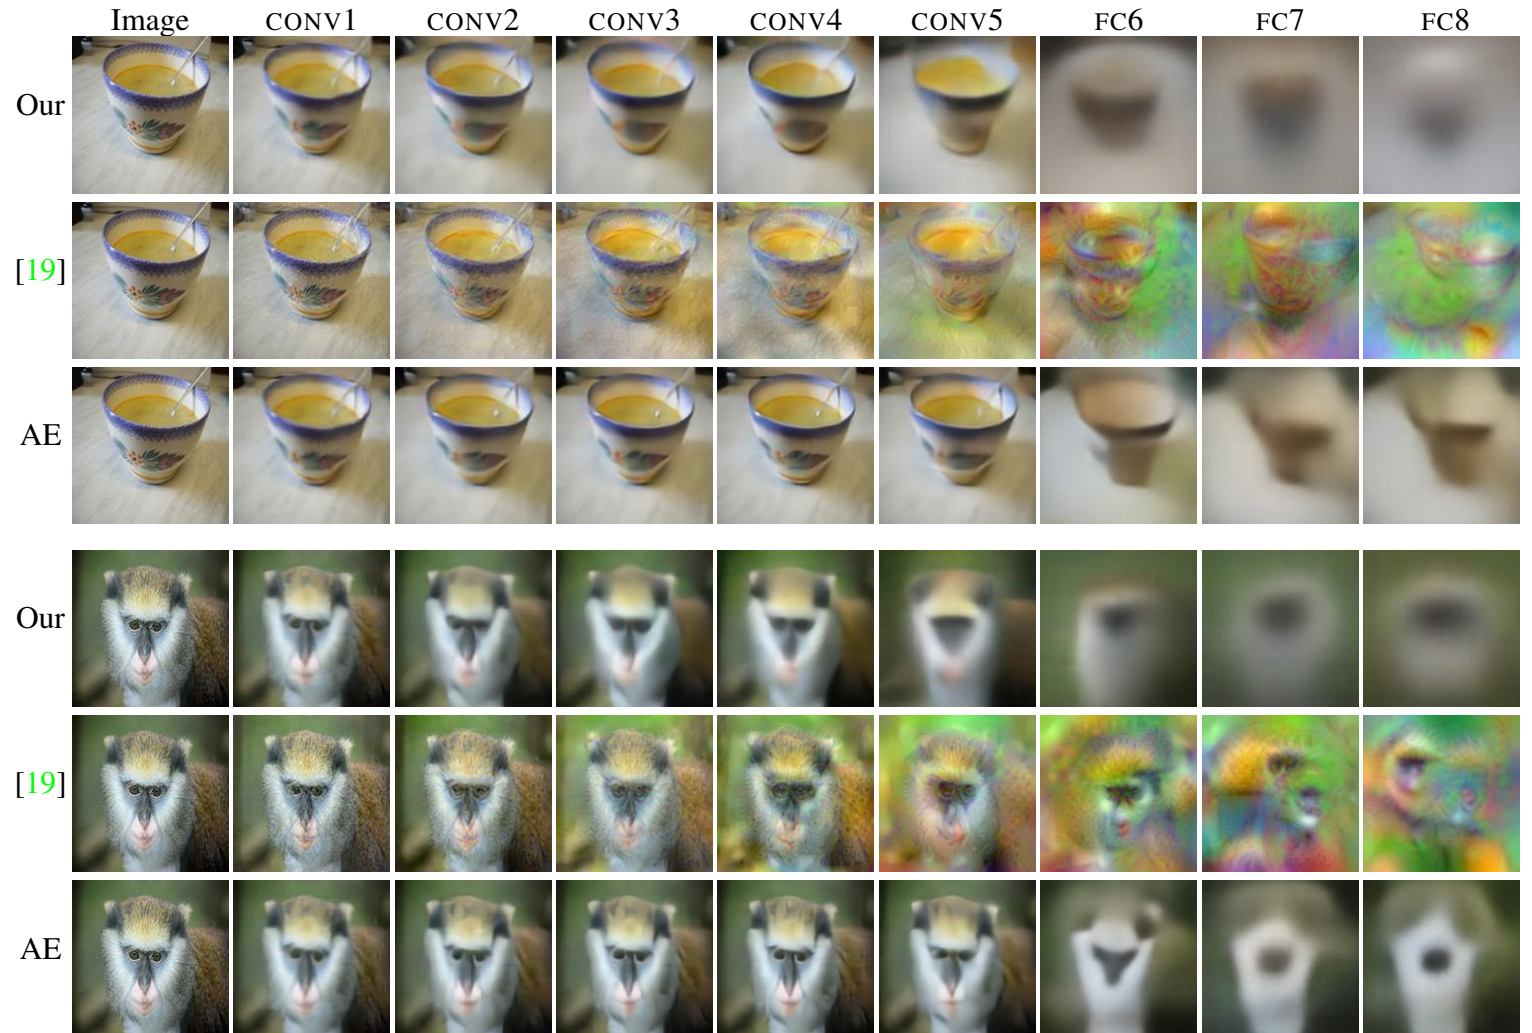 Image CONV1 CONV2 CONV3 CONV4 CONV5 FC6 FC7 FC8
Our
[19]
AE
Our
[19]
AE